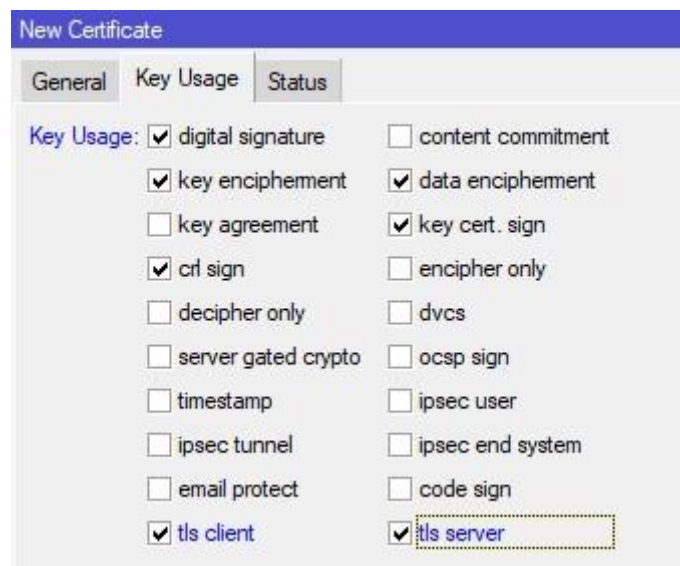 New Certificate
General Key Usage Status
Key Usage: digital signature content commitment
key encipherment data encipherment
key agreement key cert. sign
crl sign encipher only
decipher only dvcs
server gated crypto ocsp sign
timestamp ipsec user
ipsec tunnel ipsec end system
email protect code sign
tls client tls server